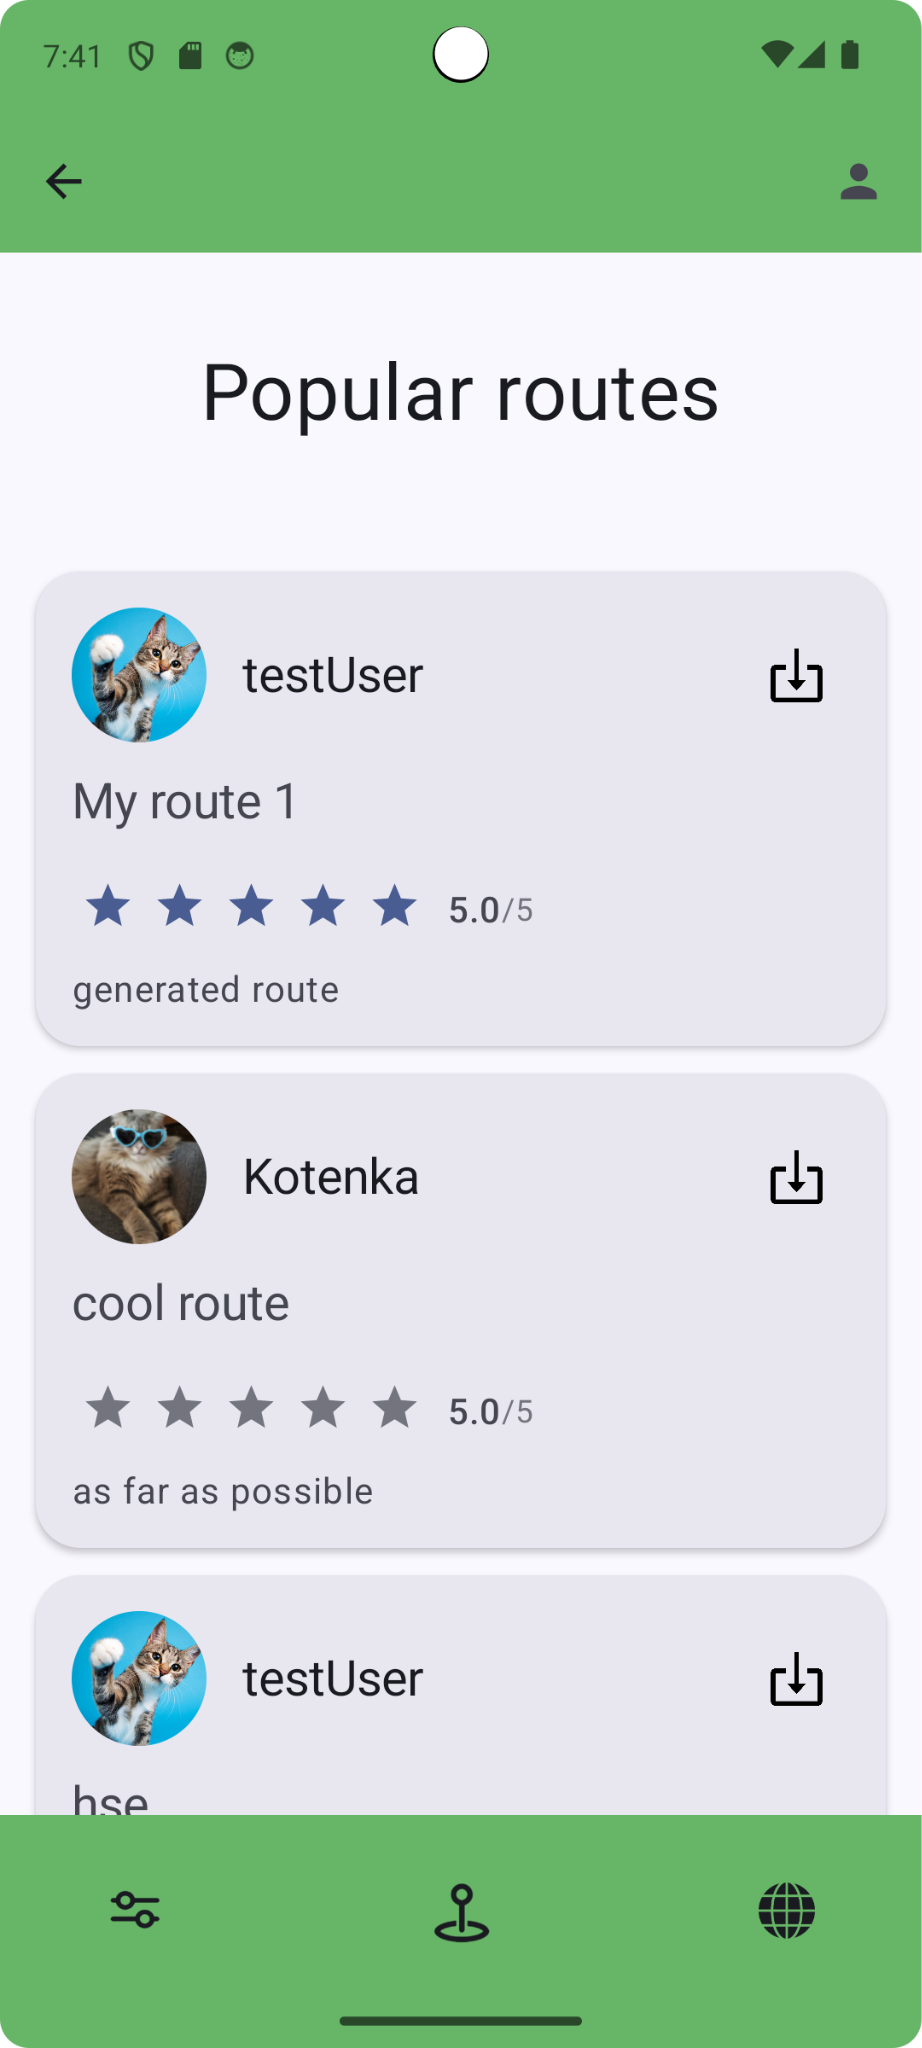 7:41
Popular routes
testUser
My route 1
5.0/5
generated route
Kotenka
cool route
5.0/5
as far as possible
testUser
hse